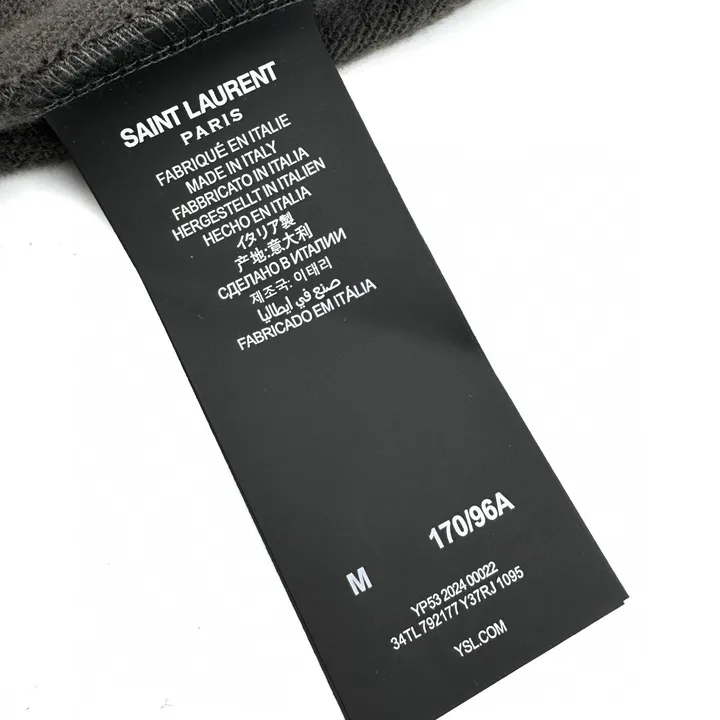 SAINT LAURENT
PARIS
FABRIQUÉ EN ITALIE
MADE IN ITALY
FABBRICATO IN ITALIA
HERGESTELLT IN ITALIEN
HECHO EN ITALIA
イタリア製
产地:意大利
СДЕЛАНО В ИТАЛИИ
제조국: 이태리
صنع في ايطاليا
FABRICADO EM ITÁLIA
170/96A
M
YP53 2024 00022
34TL 792177 Y37RJ 1095
YSL.COM